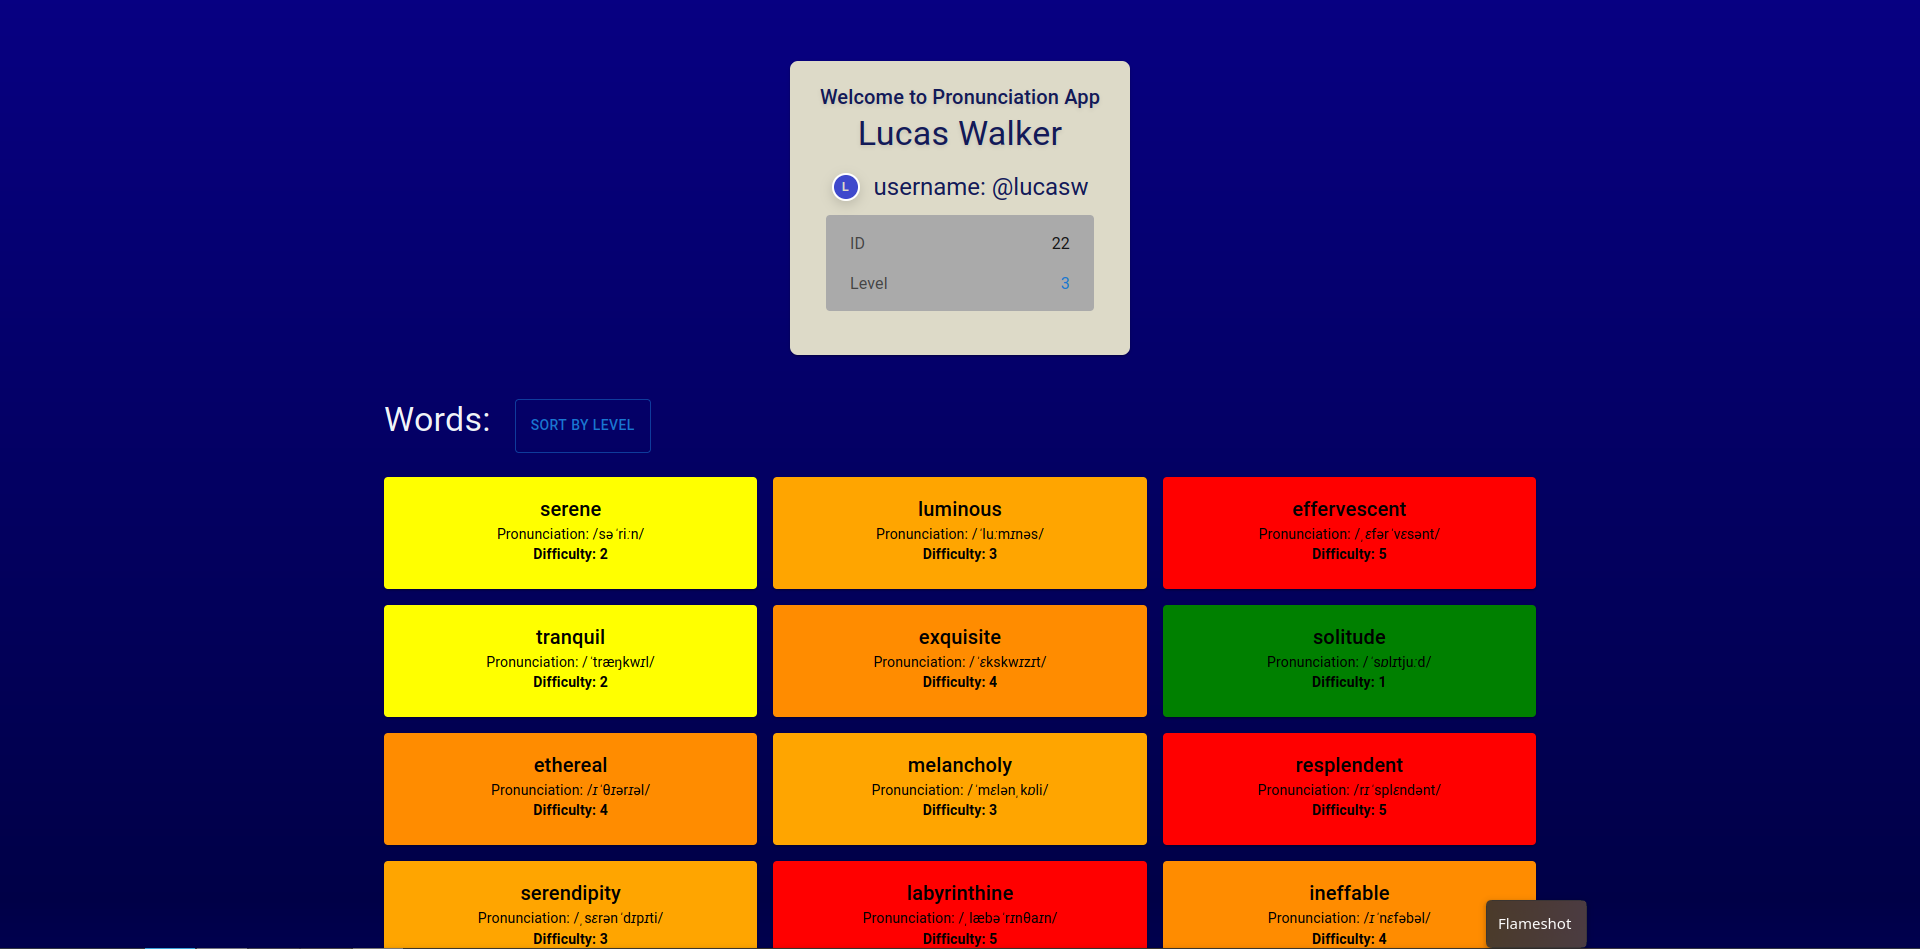 Welcome to Pronunciation App
Lucas Walker
L username: @lucasw
ID 22
Level 3
Words: SORT BY LEVEL
serene
Pronunciation: /səˈriːn/
Difficulty: 2
luminous
Pronunciation: /ˈluːmɪnəs/
Difficulty: 3
effervescent
Pronunciation: /ˌɛfərˈvɛsənt/
Difficulty: 5
tranquil
Pronunciation: /ˈtræŋkwɪl/
Difficulty: 2
exquisite
Pronunciation: /ˈɛkskwɪzɪt/
Difficulty: 4
solitude
Pronunciation: /ˈsɒlɪtjuːd/
Difficulty: 1
ethereal
Pronunciation: /ɪˈθɪərɪəl/
Difficulty: 4
melancholy
Pronunciation: /ˈmɛlənˌkɒli/
Difficulty: 3
resplendent
Pronunciation: /rɪˈsplɛndənt/
Difficulty: 5
serendipity
Pronunciation: /ˌsɛrənˈdɪpɪti/
Difficulty: 3
labyrinthine
Pronunciation: /ˌlæbəˈrɪnθaɪn/
Difficulty: 5
ineffable
Pronunciation: /ɪˈnɛfəbəl/
Difficulty: 4
Flameshot